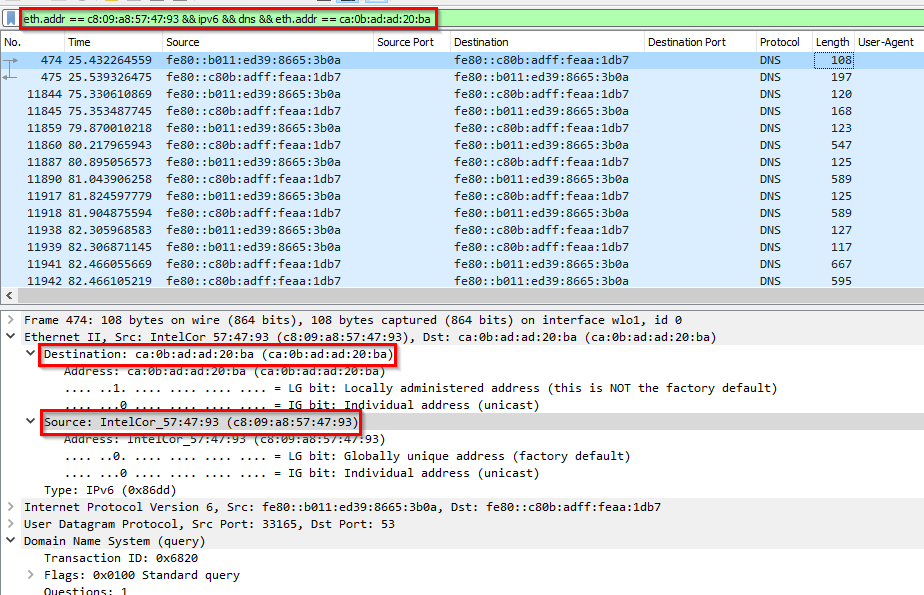 eth.addr == c8:09:a8:57:47:93 && ipv6 && dns && eth.addr == ca:0b:ad:ad:20:ba
No. Time Source Source Port Destination Destination Port Protocol Length User-Agent
474 25.432264559 fe80::b011:ed39:8665:3b0a fe80::c80b:adff:feaa:1db7 DNS 108
475 25.539326475 fe80::c80b:adff:feaa:1db7 fe80::b011:ed39:8665:3b0a DNS 197
11844 75.330610869 fe80::b011:ed39:8665:3b0a fe80::c80b:adff:feaa:1db7 DNS 120
11845 75.353487745 fe80::c80b:adff:feaa:1db7 fe80::b011:ed39:8665:3b0a DNS 168
11859 79.870010218 fe80::b011:ed39:8665:3b0a fe80::c80b:adff:feaa:1db7 DNS 123
11860 80.217965943 fe80::c80b:adff:feaa:1db7 fe80::b011:ed39:8665:3b0a DNS 547
11887 80.895056573 fe80::b011:ed39:8665:3b0a fe80::c80b:adff:feaa:1db7 DNS 125
11890 81.043906258 fe80::c80b:adff:feaa:1db7 fe80::b011:ed39:8665:3b0a DNS 589
11917 81.824597779 fe80::b011:ed39:8665:3b0a fe80::c80b:adff:feaa:1db7 DNS 125
11918 81.904875594 fe80::c80b:adff:feaa:1db7 fe80::b011:ed39:8665:3b0a DNS 589
11938 82.305968583 fe80::b011:ed39:8665:3b0a fe80::c80b:adff:feaa:1db7 DNS 127
11939 82.306871145 fe80::b011:ed39:8665:3b0a fe80::c80b:adff:feaa:1db7 DNS 117
11941 82.466055669 fe80::c80b:adff:feaa:1db7 fe80::b011:ed39:8665:3b0a DNS 667
11942 82.466105219 fe80::c80b:adff:feaa:1db7 fe80::b011:ed39:8665:3b0a DNS 595
Frame 474: 108 bytes on wire (864 bits), 108 bytes captured (864 bits) on interface wlo1, id 0
Ethernet II, Src: IntelCor_57:47:93 (c8:09:a8:57:47:93), Dst: ca:0b:ad:ad:20:ba (ca:0b:ad:ad:20:ba)
Destination: ca:0b:ad:ad:20:ba (ca:0b:ad:ad:20:ba)
Address: ca:0b:ad:ad:20:ba (ca:0b:ad:ad:20:ba)
.... ..1. .... .... .... .... = LG bit: Locally administered address (this is NOT the factory default)
.... ...0 .... .... .... .... = IG bit: Individual address (unicast)
Source: IntelCor_57:47:93 (c8:09:a8:57:47:93)
Address: IntelCor_57:47:93 (c8:09:a8:57:47:93)
.... ..0. .... .... .... .... = LG bit: Globally unique address (factory default)
.... ...0 .... .... .... .... = IG bit: Individual address (unicast)
Type: IPv6 (0x86dd)
Internet Protocol Version 6, Src: fe80::b011:ed39:8665:3b0a, Dst: fe80::c80b:adff:feaa:1db7
User Datagram Protocol, Src Port: 33165, Dst Port: 53
Domain Name System (query)
Transaction ID: 0x6820
Flags: 0x0100 Standard query
Questions: 1